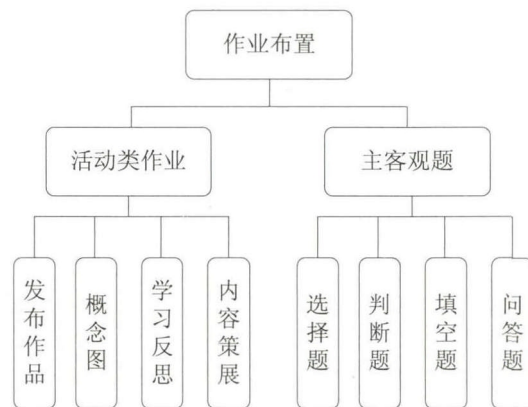 作业布置
活动类作业
主客观题
发布作品
概念图
学习反思
内容策展
选择题
判断题
填空题
问答题